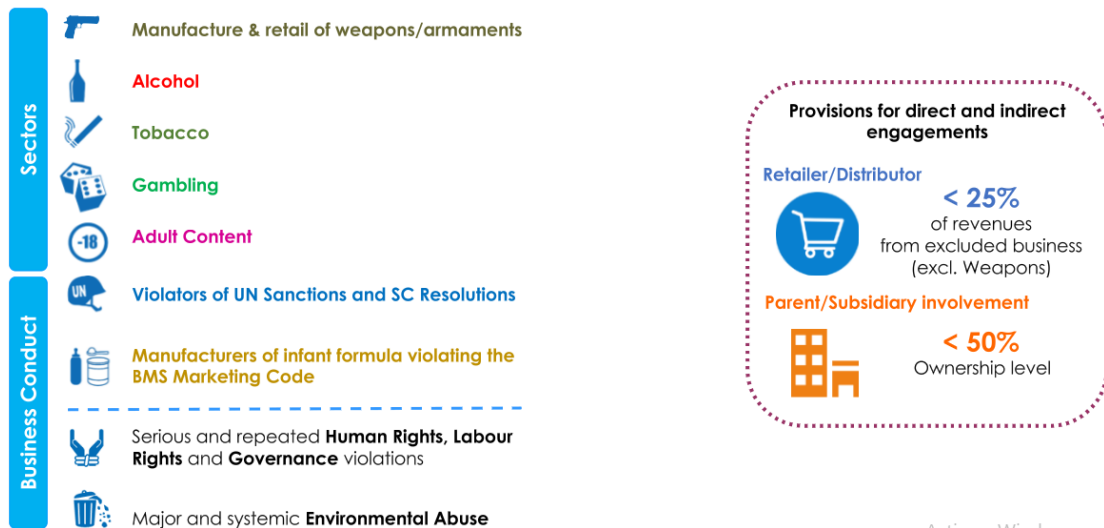 Sectors
Manufacture & retail of weapons/armaments
Alcohol
Tobacco
Gambling
-18
Adult Content
Business Conduct
UN
Violators of UN Sanctions and SC Resolutions
Manufacturers of infant formula violating the
BMS Marketing Code
Serious and repeated Human Rights, Labour
Rights and Governance violations
Major and systemic Environmental Abuse
Provisions for direct and indirect
engagements
Retailer/Distributor
< 25%
of revenues
from excluded business
(excl. Weapons)
Parent/Subsidiary involvement
< 50%
Ownership level